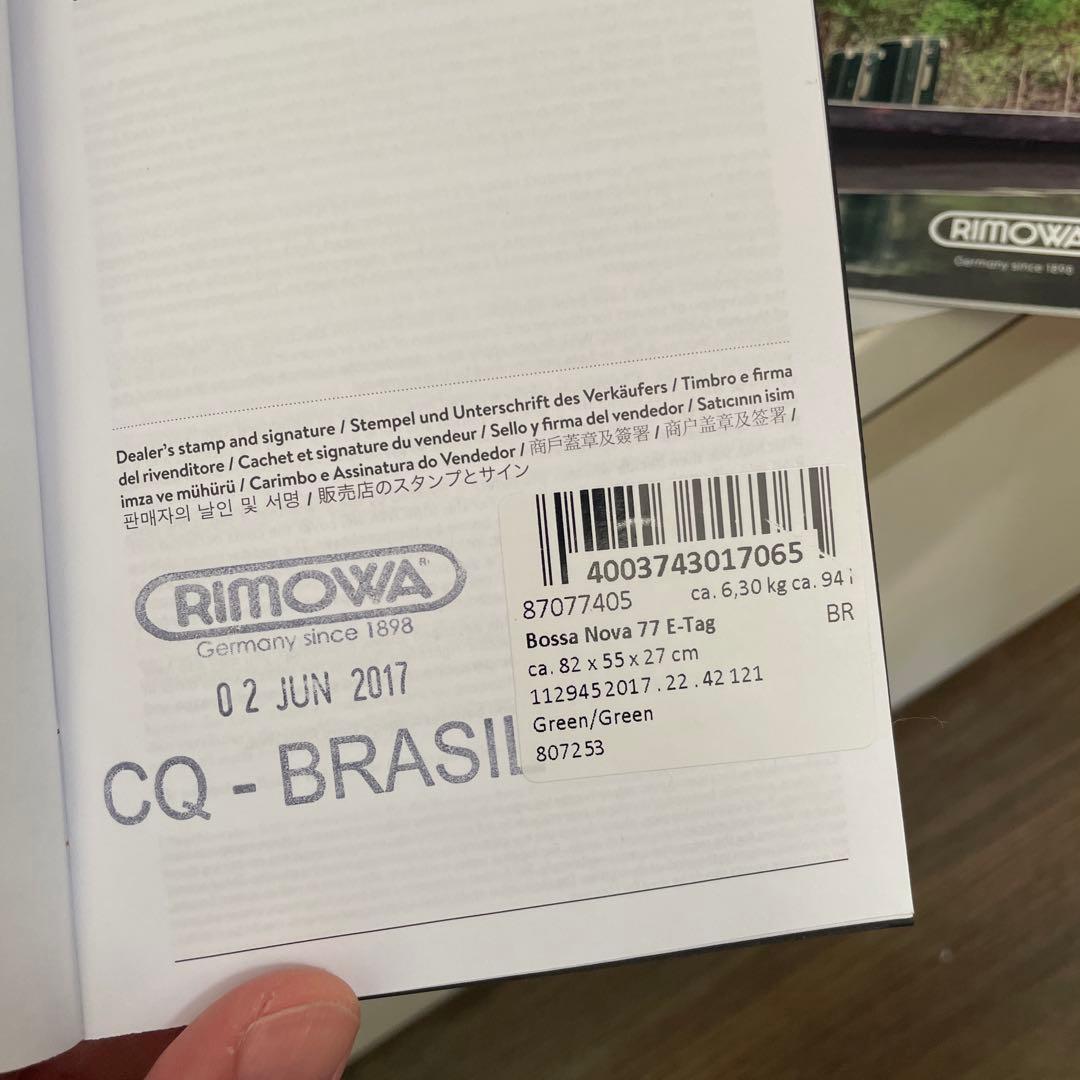 RIMOWA
Germany since 1898
Dealer's stamp and signature / Stempel und Unterschrift des Verkäufers / Timbro e firma
del rivenditore / Cachet et signature du vendeur / Sello y firma del vendedor / Satıcının isim
imza ve mühürü / Carimbo e Assinatura do Vendedor / 商戶蓋章及簽署 / 商户盖章及签署 /
판매자의 날인 및 서명 / 販売店のスタンプとサイン
RIMOWA®
Germany since 1898
02 JUN 2017
CQ - BRASIL
4003743017065
87077405 ca. 6,30 kg ca. 94
Bossa Nova 77 E-Tag BR
ca. 82 x 55 x 27 cm
1129452017 . 22 . 42 121
Green/Green
807253